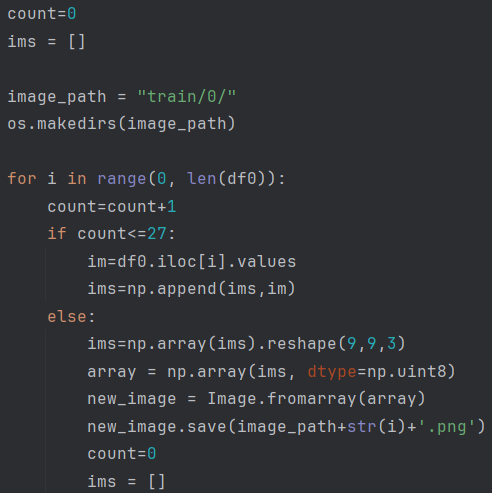 count=0
ims = []
image_path = "train/0/"
os.makedirs(image_path)
for i in range(0, len(df0)):
    count=count+1
    if count<=27:
        im=df0.iloc[i].values
        ims=np.append(ims,im)
    else:
        ims=np.array(ims).reshape(9,9,3)
        array = np.array(ims, dtype=np.uint8)
        new_image = Image.fromarray(array)
        new_image.save(image_path+str(i)+'.png')
        count=0
        ims = []